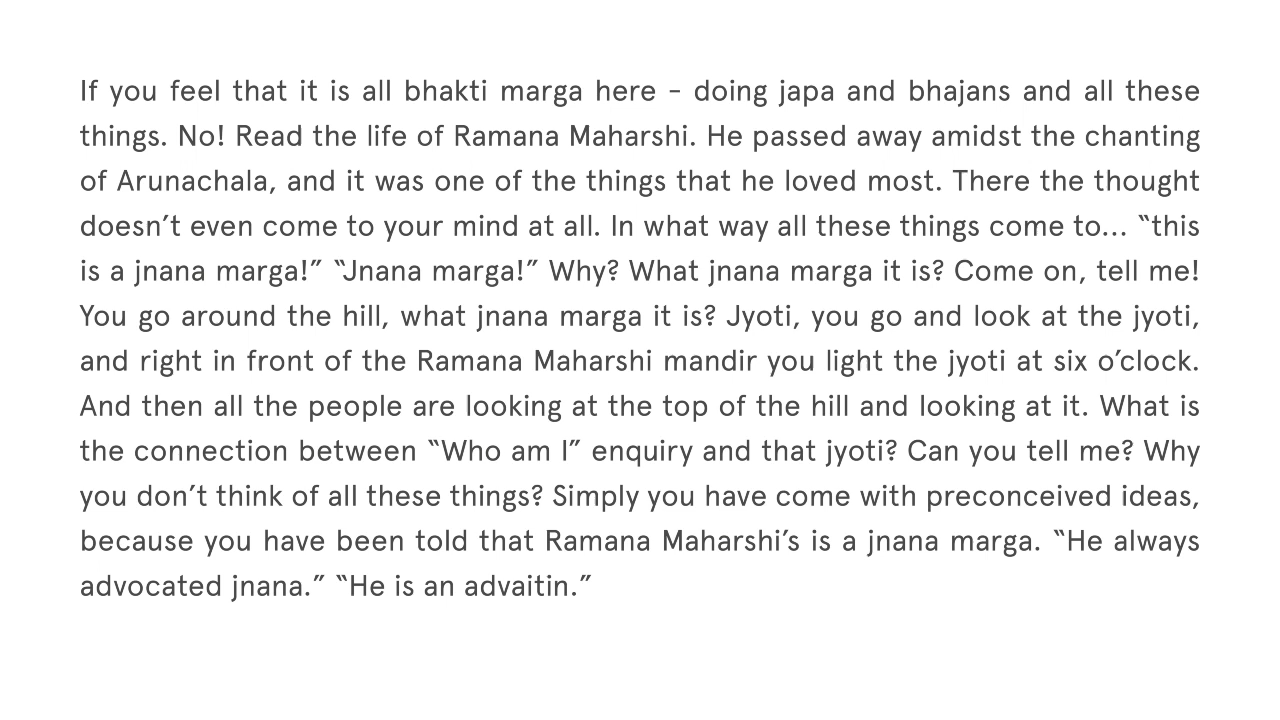 If you feel that it is all bhakti marga here - doing japa and bhajans and all these
things. No! Read the life of Ramana Maharshi. He passed away amidst the chanting
of Arunachala, and it was one of the things that he loved most. There the thought
doesn’t even come to your mind at all. In what way all these things come to... “this
is a jnana marga!” “Jnana marga!” Why? What jnana marga it is? Come on, tell me!
You go around the hill, what jnana marga it is? Jyoti, you go and look at the jyoti,
and right in front of the Ramana Maharshi mandir you light the jyoti at six o’clock.
And then all the people are looking at the top of the hill and looking at it. What is
the connection between “Who am I” enquiry and that jyoti? Can you tell me? Why
you don’t think of all these things? Simply you have come with preconceived ideas,
because you have been told that Ramana Maharshi’s is a jnana marga. “He always
advocated jnana.” “He is an advaitin.”